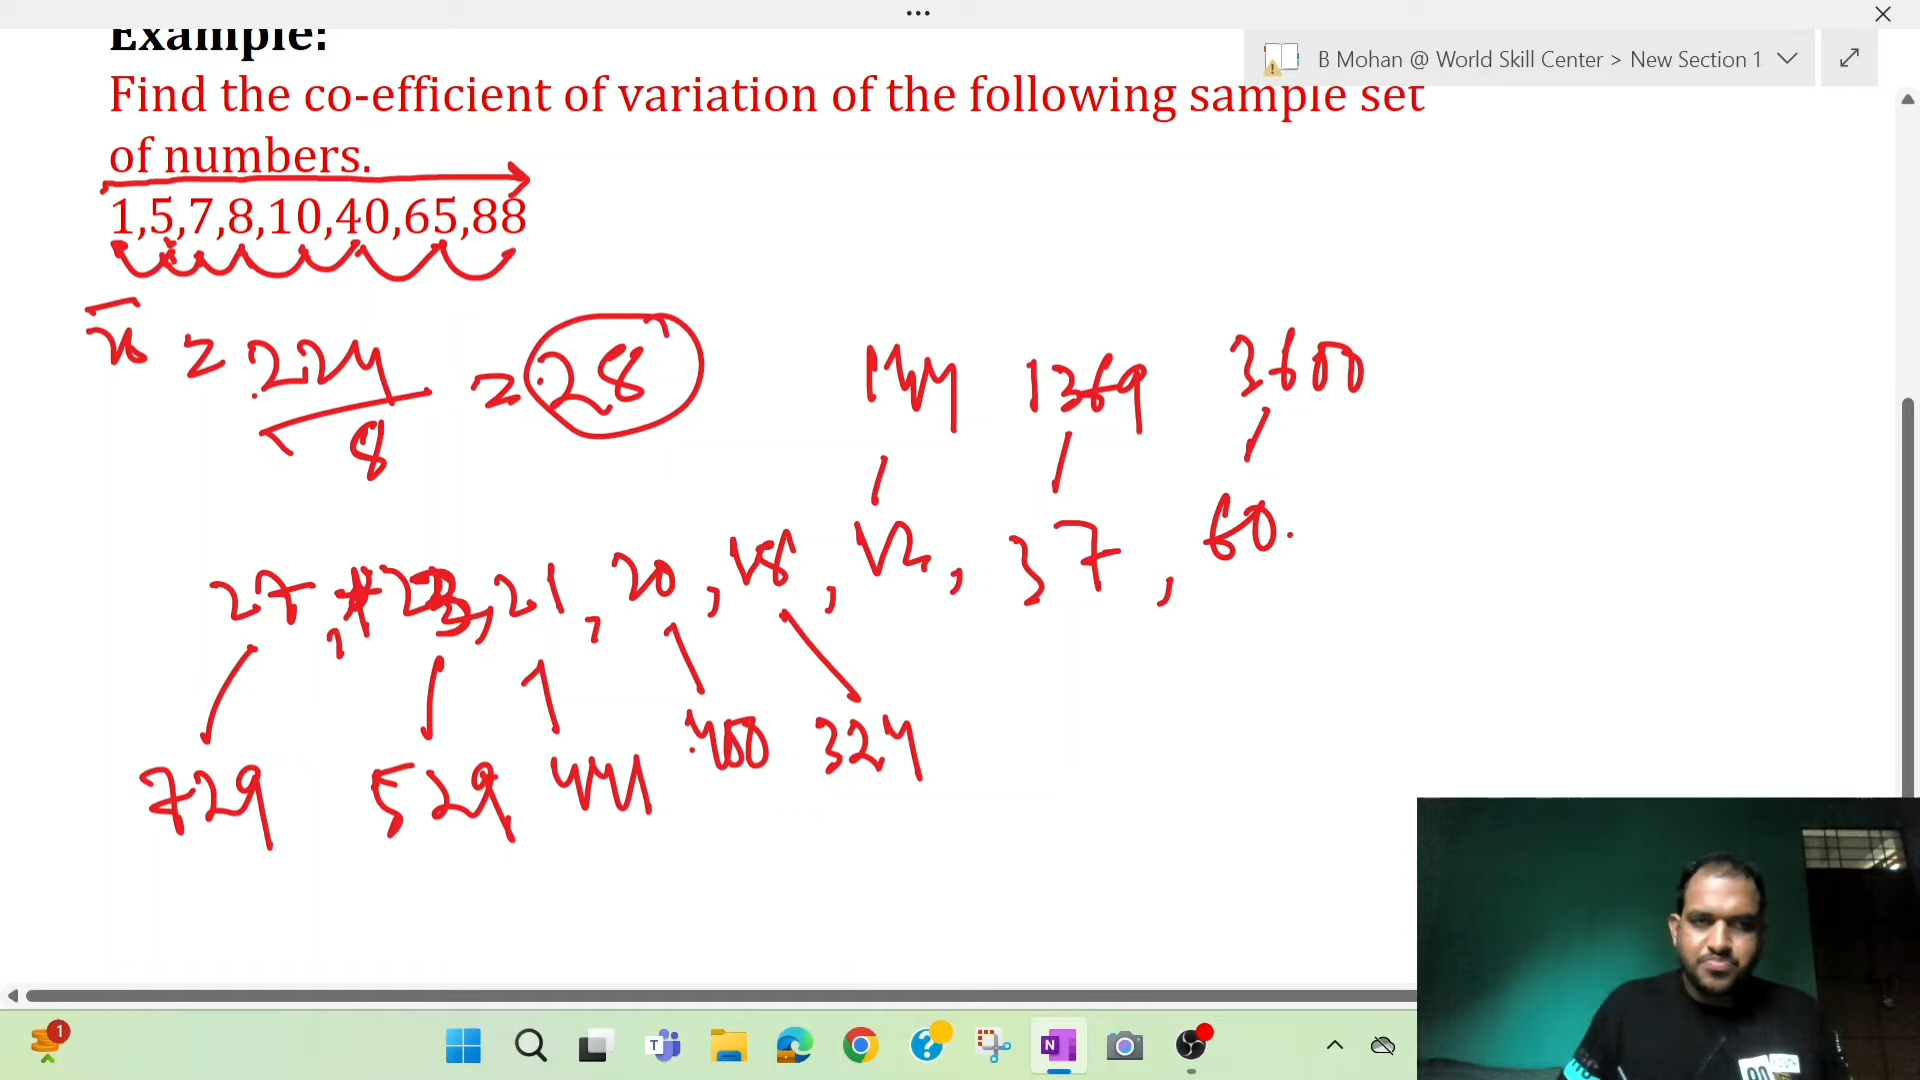 Example:
B Mohan @ World Skill Center > New Section 1
Find the co-efficient of variation of the following sample set
of numbers.
1,5,7,8,10,40,65,88
x̄ = 224/8 = 28
144 1369 3600
27, 23, 21, 20, 18, 12, 37, 60.
729 529 441 400 324
1